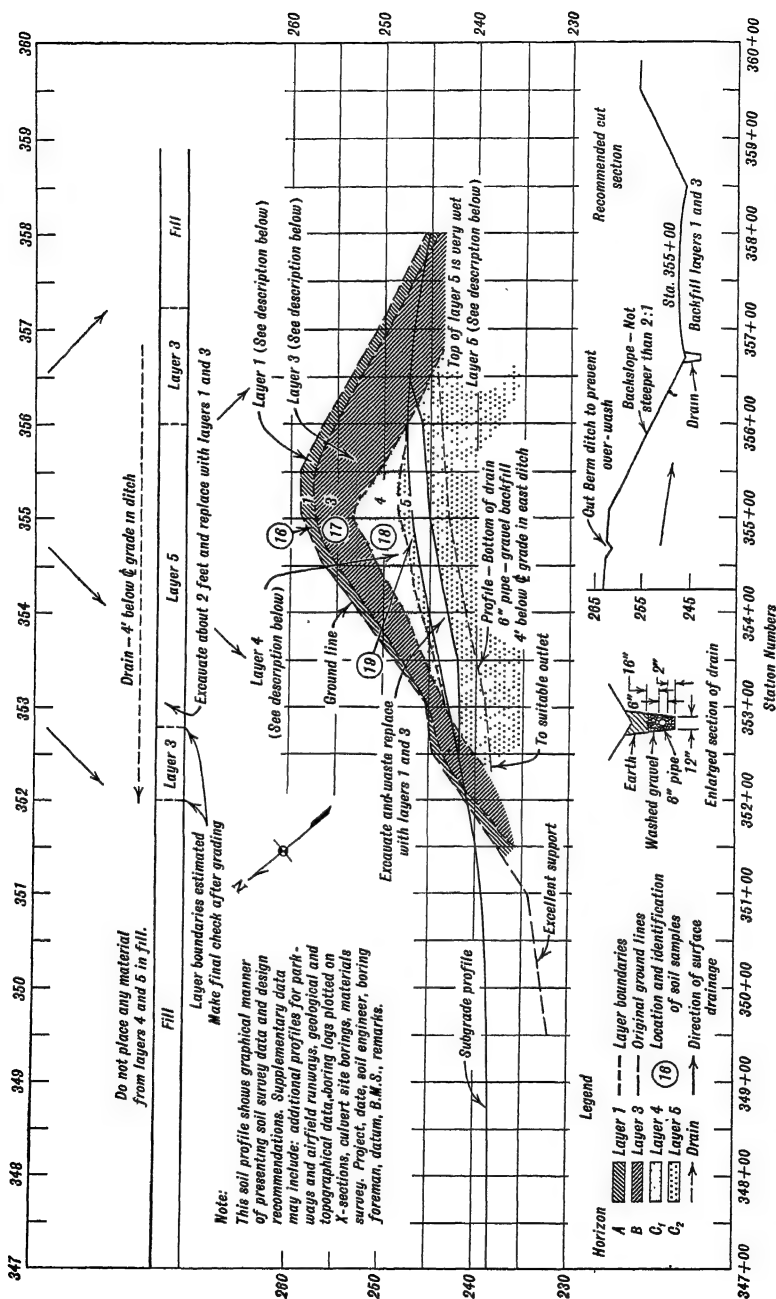 347
348
349
350
351
352
353
354
355
356
357
358
359
360
Do not place any material
from layers 4 and 5 in fill.
Drain – 4' below ℄ grade in ditch
Fill
Layer 3
Layer 5
Layer 3
Fill
Layer boundaries estimated
Make final check after grading
Excavate about 2 feet and replace with layers 1 and 3
Note:
This soil profile shows graphical manner
of presenting soil survey data and design
recommendations. Supplementary data
may include: additional profiles for park-
ways and airfield runways, geological and
topographical data, boring logs plotted on
X-sections, culvert site borings, materials
survey. Project, date, soil engineer, boring
foreman, datum, B.M.S., remarks.
N
Layer 4
(See description below)
Ground line
Layer 1 (See description below)
Layer 3 (See description below)
16
17
18
19
1
3
4
5
260
250
240
230
260
250
240
230
Excavate and waste replace
with layers 1 and 3
Top of layer 5 is very wet
Layer 5 (See description below)
Profile – Bottom of drain
6" pipe – gravel backfill
4' below ℄ grade in east ditch
To suitable outlet
Subgrade profile
Excellent support
Legend
Horizon
A Layer 1
B Layer 3
C1 Layer 4
C2 Layer 5
Drain
Layer boundaries
Original ground lines
16 Location and identification
of soil samples
Direction of surface
drainage
Earth
Washed gravel
8" pipe
12"
6"
16"
2"
Enlarged section of drain
265
255
245
Cut Berm ditch to prevent
over-wash
Backslope – Not
steeper than 2:1
Drain
Sta. 355+00
Backfill layers 1 and 3
Recommended cut
section
347+00
348+00
349+00
350+00
351+00
352+00
353+00
354+00
355+00
356+00
357+00
358+00
359+00
360+00
Station Numbers